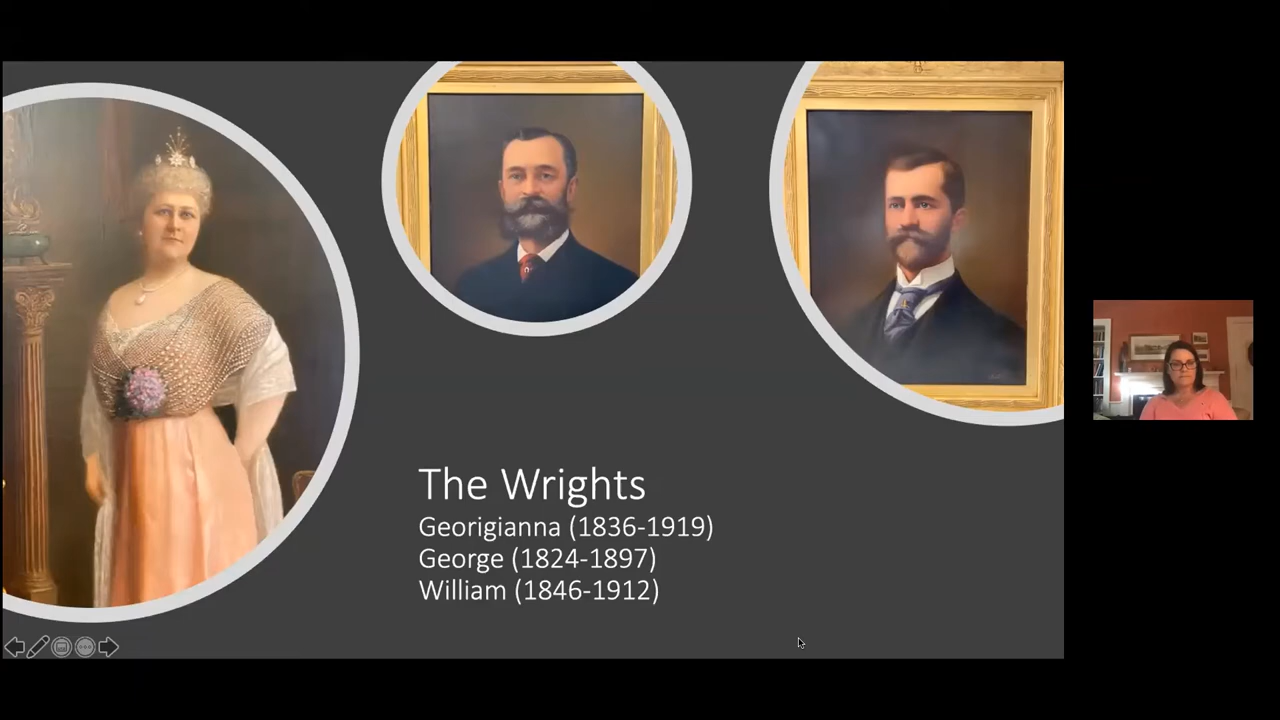 The Wrights
Georigianna (1836-1919)
George (1824-1897)
William (1846-1912)